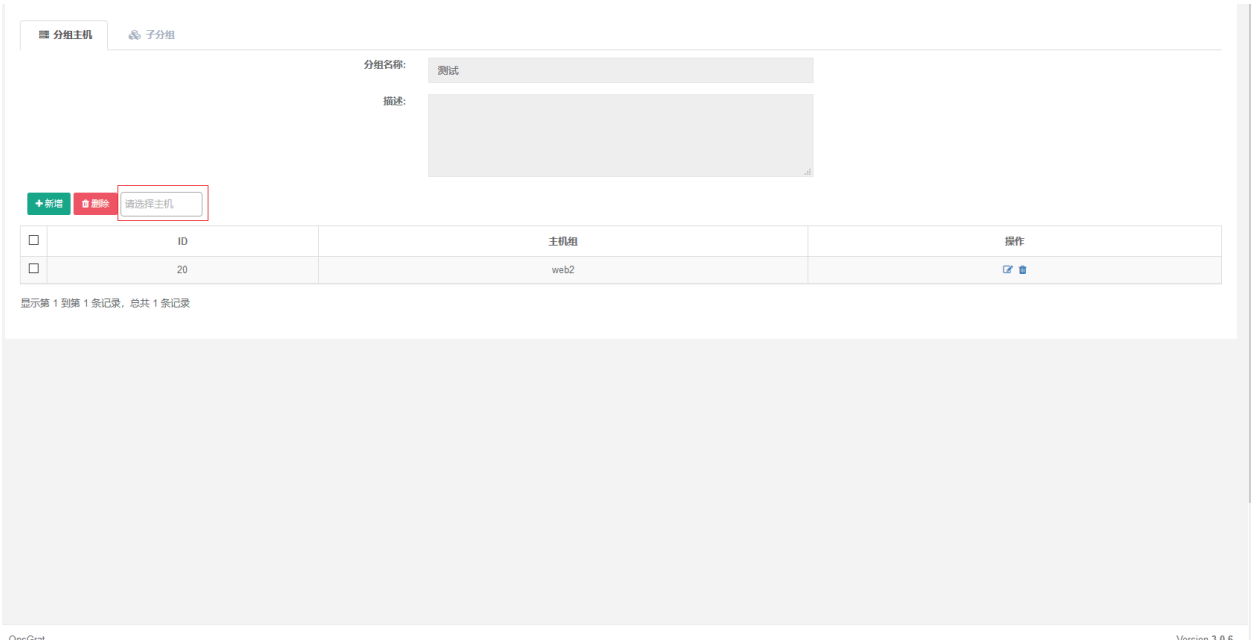 分组主机 子分组
分组名称: 测试
描述:
新增 删除 请选择主机
ID 主机组 操作
20 web2
显示第 1 到第 1 条记录，总共 1 条记录
OpsGrat Version 3.0.6